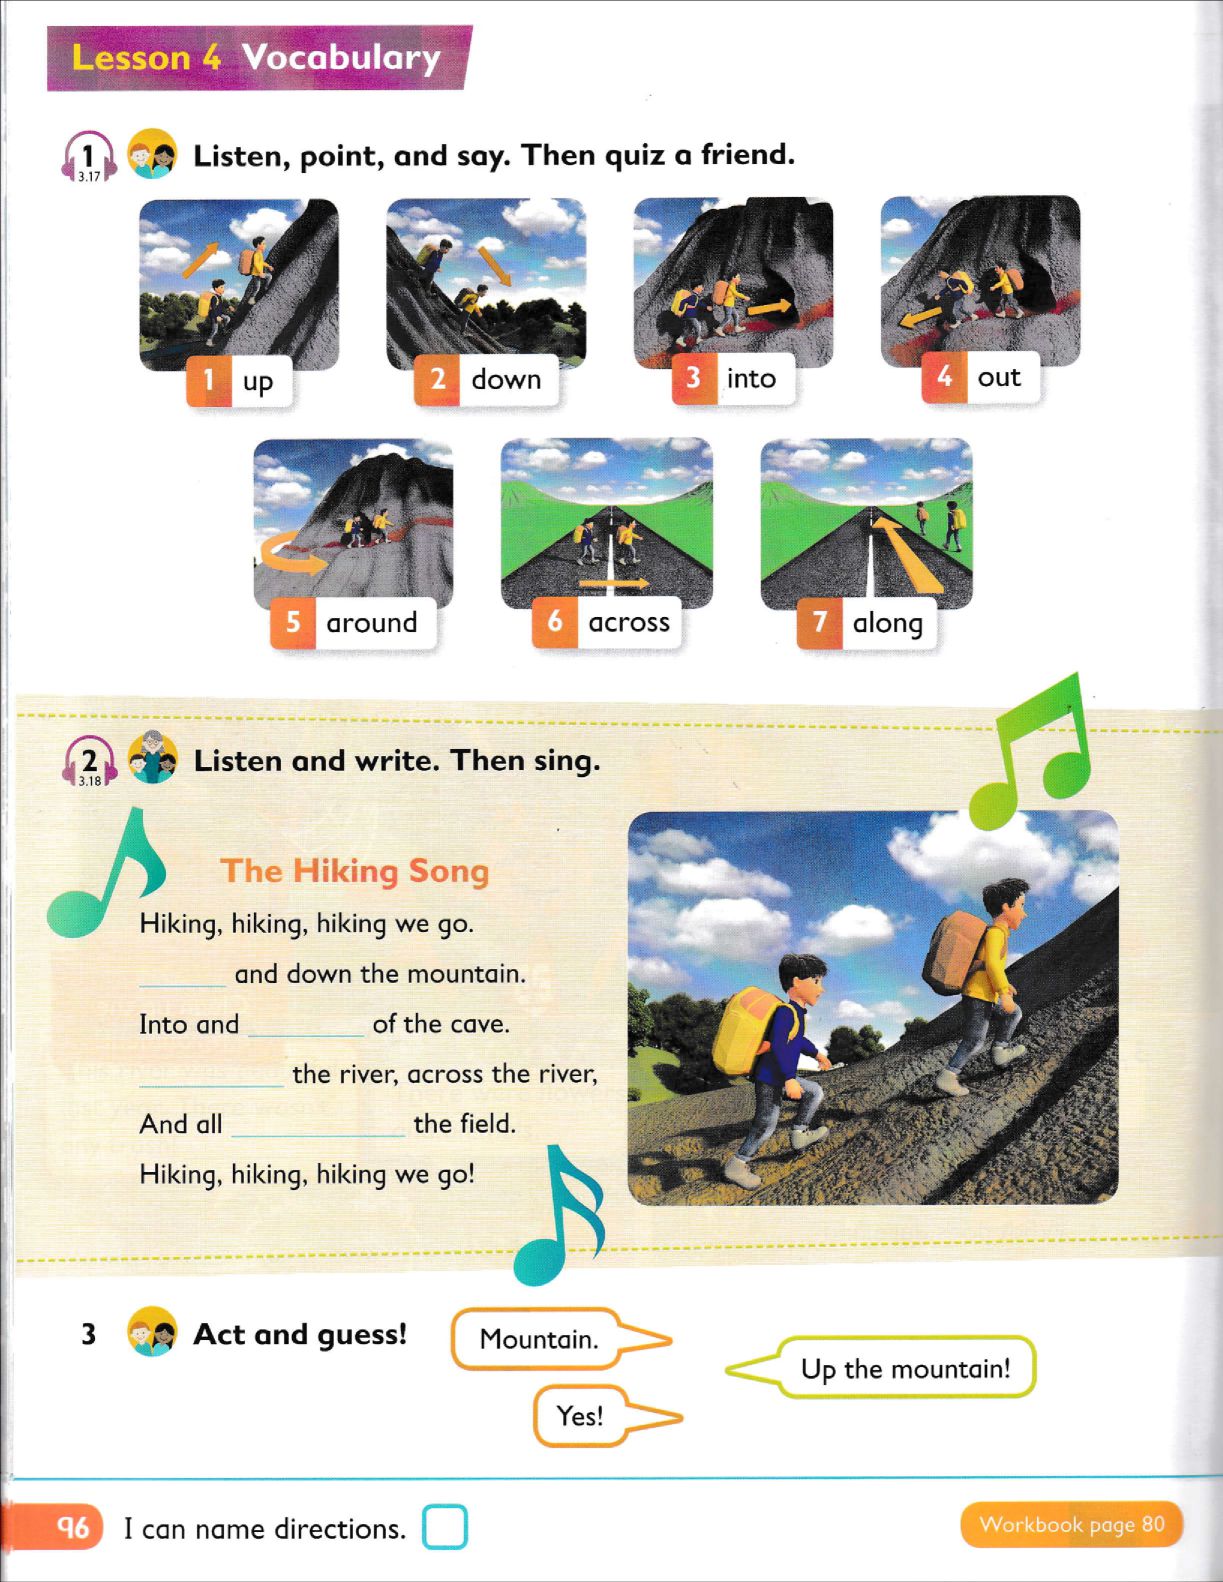 Lesson 4 Vocabulary
1
3.17
Listen, point, and say. Then quiz a friend.
1 up
2 down
3 into
4 out
5 around
6 across
7 along
2
3.18
Listen and write. Then sing.
The Hiking Song
Hiking, hiking, hiking we go.
and down the mountain.
Into and of the cave.
the river, across the river,
And all the field.
Hiking, hiking, hiking we go!
3 Act and guess!
Mountain.
Up the mountain!
Yes!
96 I can name directions.
Workbook page 80